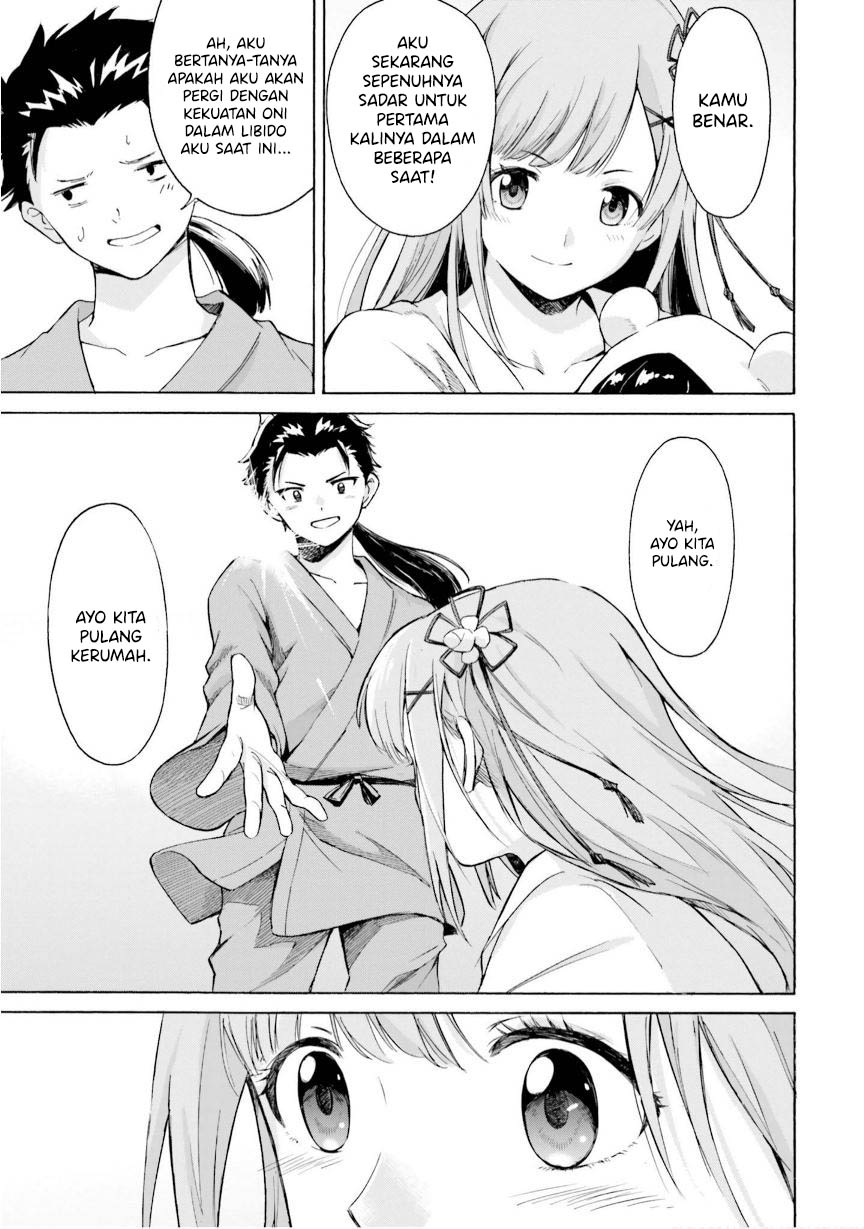 KAMU
BENAR.
AKU
SEKARANG
SEPENUHNYA
SADAR UNTUK
PERTAMA
KALINYA DALAM
BEBERAPA
SAAT!
AH, AKU
BERTANYA-TANYA
APAKAH AKU AKAN
PERGI DENGAN
KEKUATAN ONI
DALAM LIBIDO
AKU SAAT INI...
YAH,
AYO KITA
PULANG.
AYO KITA
PULANG
KERUMAH.